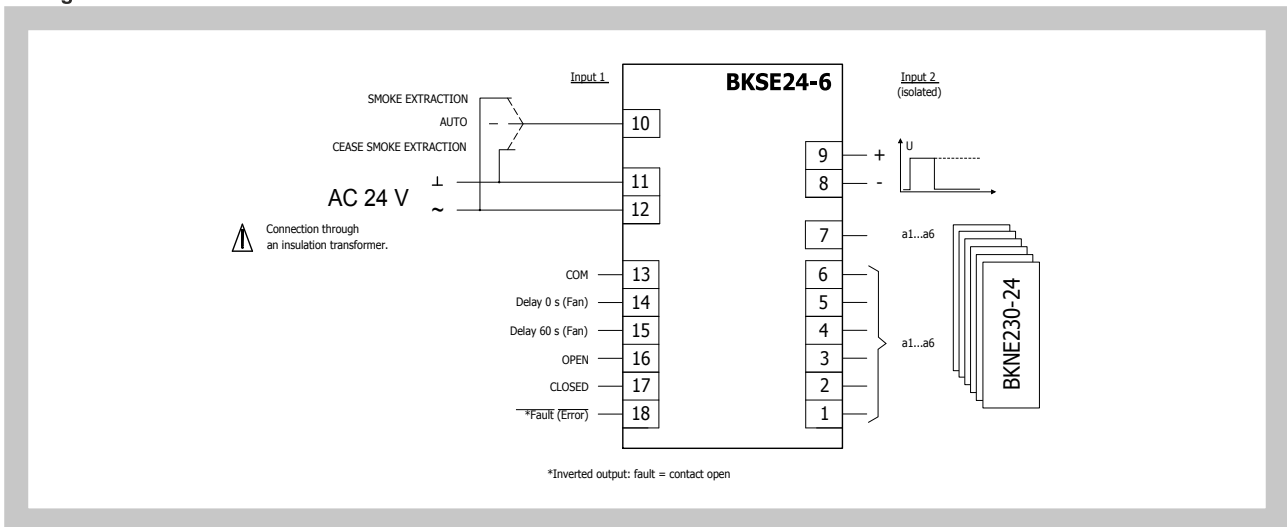 Input 1
BKSE24-6
Input 2
(isolated)
SMOKE EXTRACTION
AUTO
CEASE SMOKE EXTRACTION
10
9
+
U
8
-
⊥
11
AC 24 V
~
12
Connection through
an insulation transformer.
7
a1...a6
COM
13
6
Delay 0 s (Fan)
14
5
Delay 60 s (Fan)
15
4
a1...a6
OPEN
16
3
CLOSED
17
2
*Fault (Error)
18
1
BKNE230-24
*Inverted output: fault = contact open